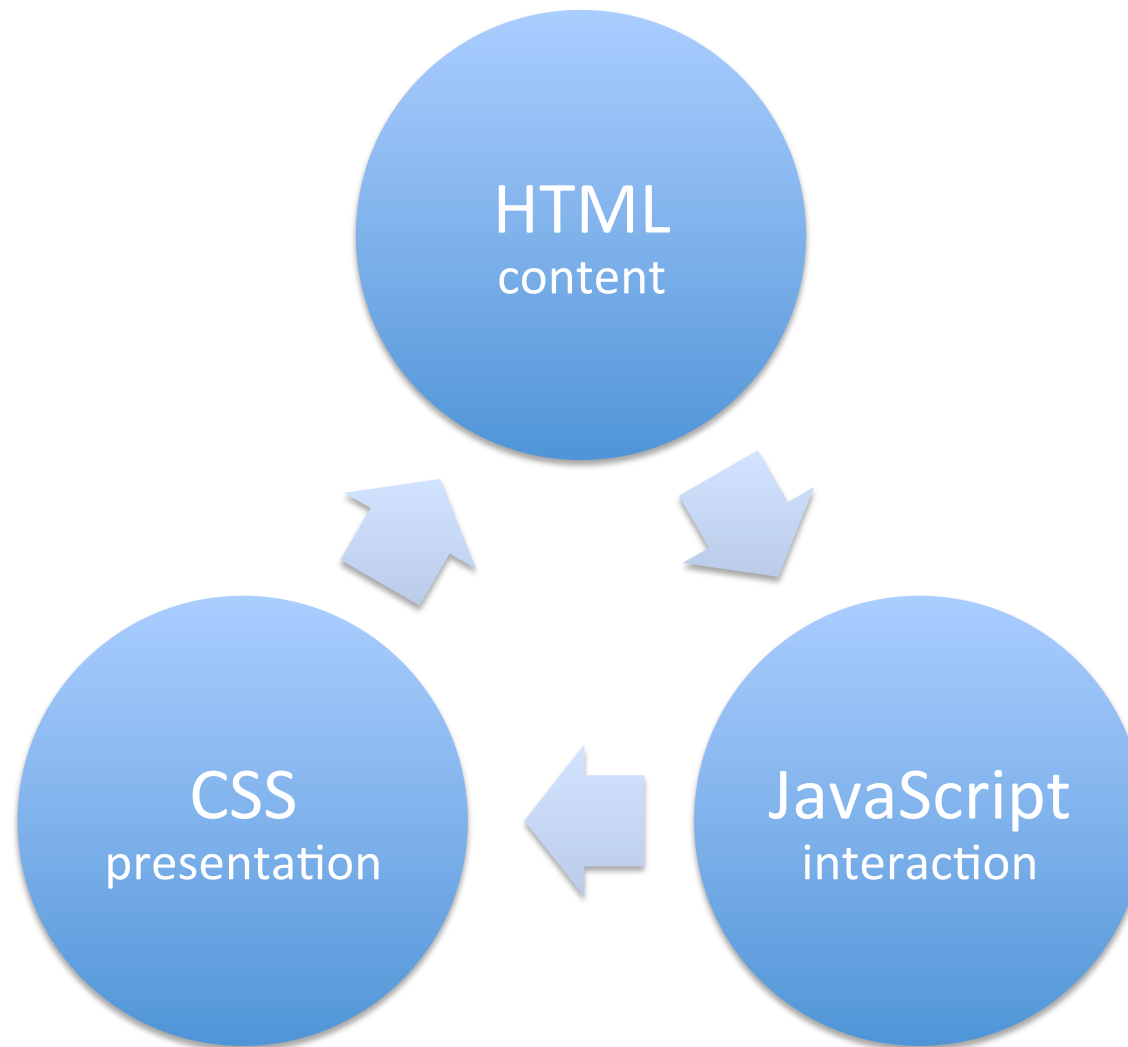 HTML
content
CSS
presentation
JavaScript
interaction